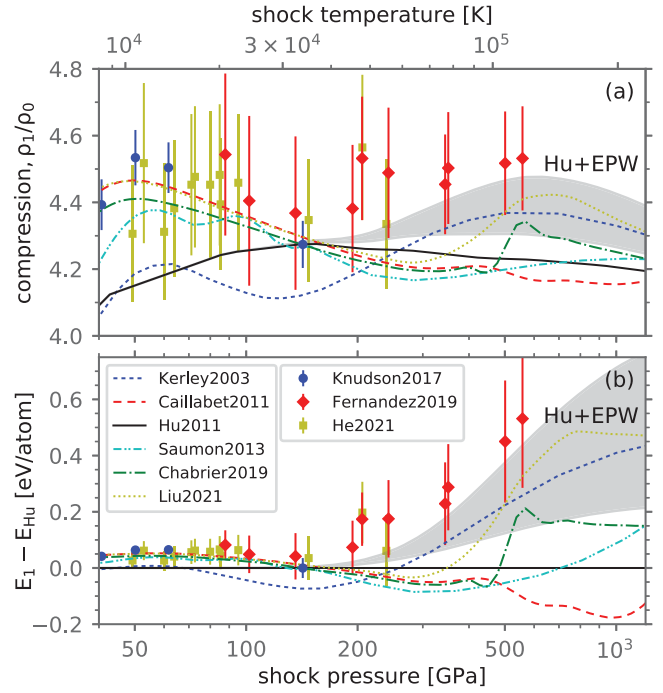 shock temperature [K]
10⁴
3 × 10⁴
10⁵
4.8
(a)
4.6
Hu+EPW
4.4
4.2
4.0
compression, ρ₁/ρ₀
(b)
Hu+EPW
Kerley2003
Caillabet2011
Hu2011
Saumon2013
Chabrier2019
Liu2021
Knudson2017
Fernandez2019
He2021
0.6
0.4
0.2
0.0
−0.2
E₁ − E_Hu [eV/atom]
50
100
200
500
10³
shock pressure [GPa]